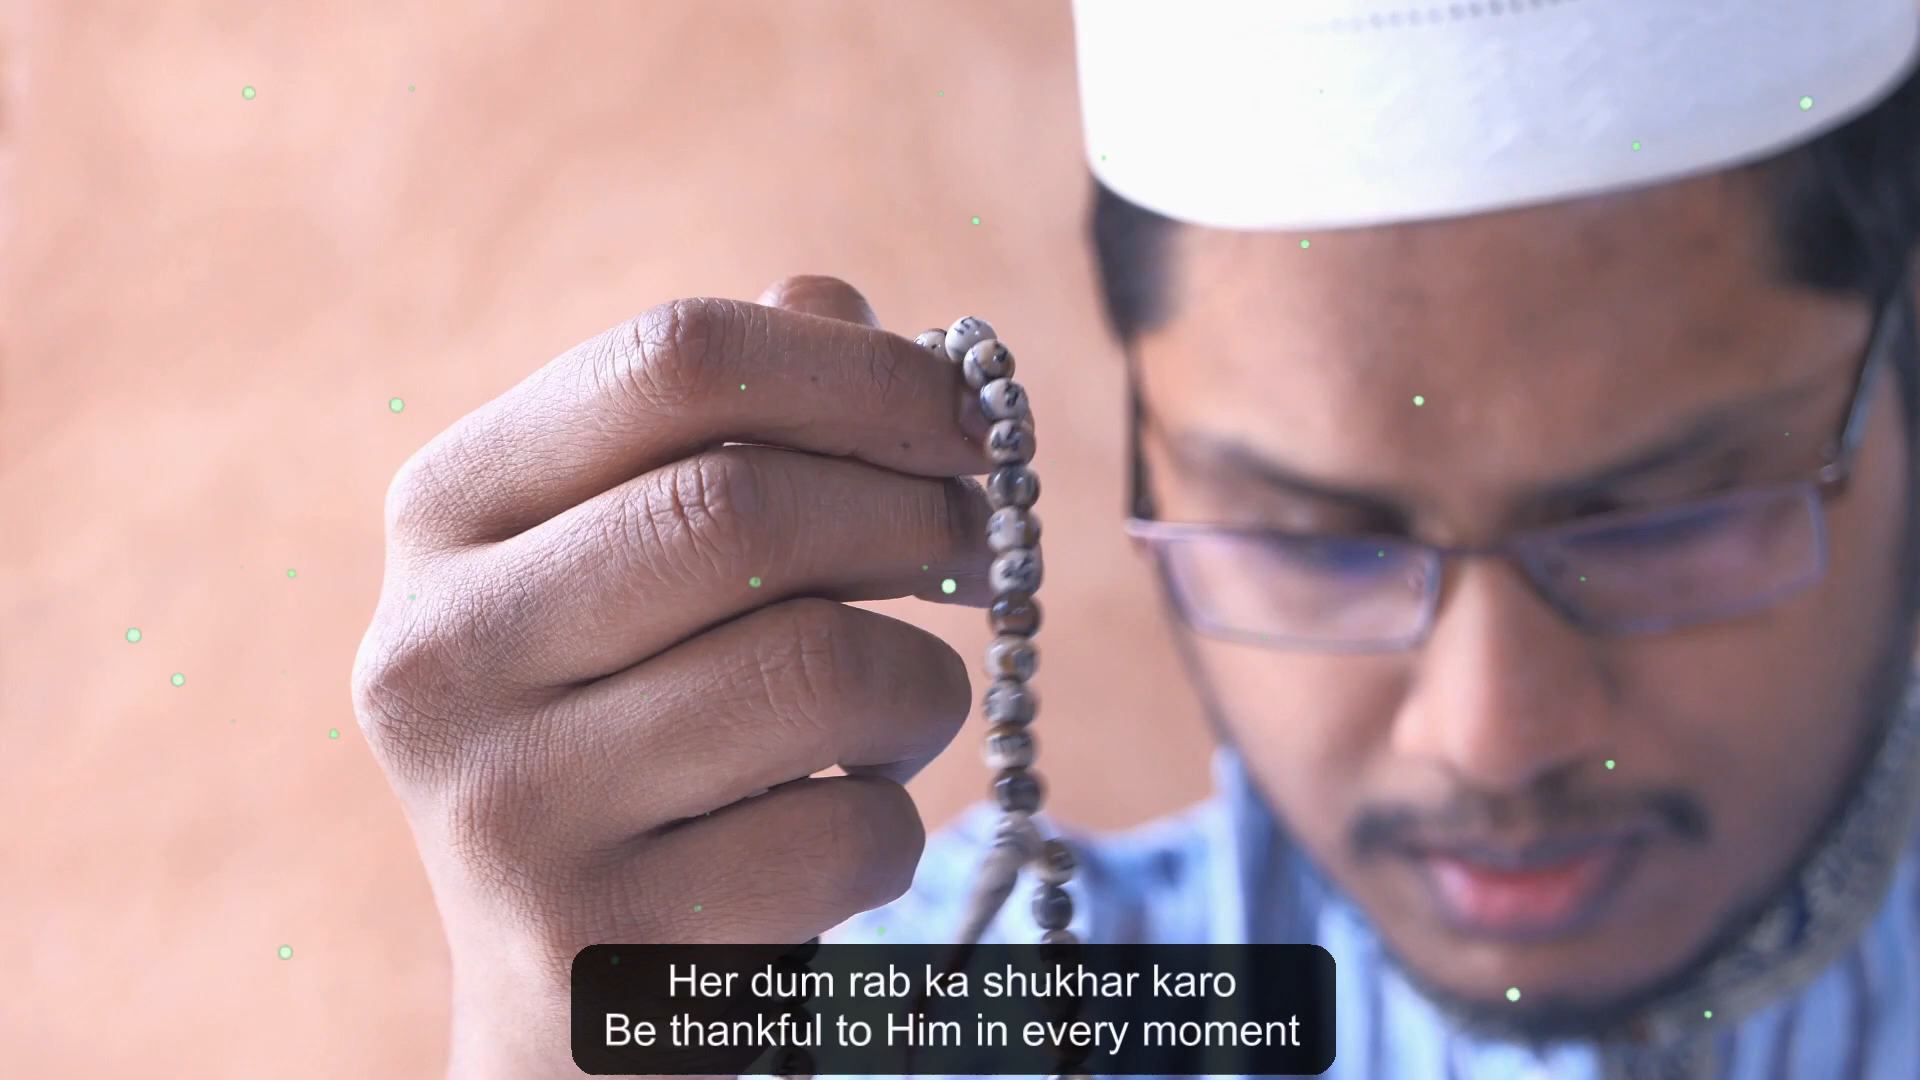 Her dum rab ka shukhar karo
Be thankful to Him in every moment